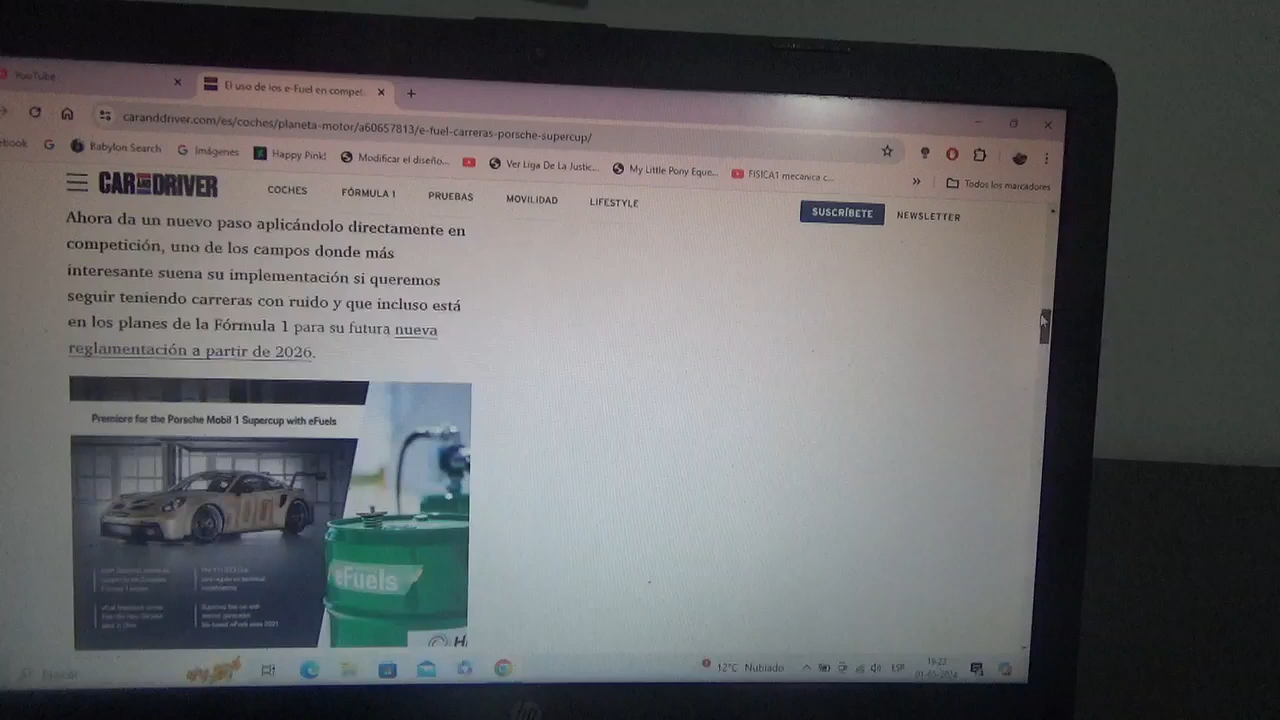 YouTube
El uso de los e-Fuel en compet
caranddriver.com/es/coches/planeta-motor/a60657813/e-fuel-carreras-porsche-supercup/
ebook
Babylon Search
Imágenes
Happy Pink!
Modificar el diseño...
Ver Liga De La Justic...
My Little Pony Eque...
FISICA1 mecanica c...
Todos los marcadores
CAR AND DRIVER
COCHES
FÓRMULA 1
PRUEBAS
MOVILIDAD
LIFESTYLE
SUSCRÍBETE
NEWSLETTER
Ahora da un nuevo paso aplicándolo directamente en
competición, uno de los campos donde más
interesante suena su implementación si queremos
seguir teniendo carreras con ruido y que incluso está
en los planes de la Fórmula 1 para su futura nueva
reglamentación a partir de 2026.
Premiere for the Porsche Mobil 1 Supercup with eFuels
eFuels
Buscar
12°C Nublado
ESP
hp